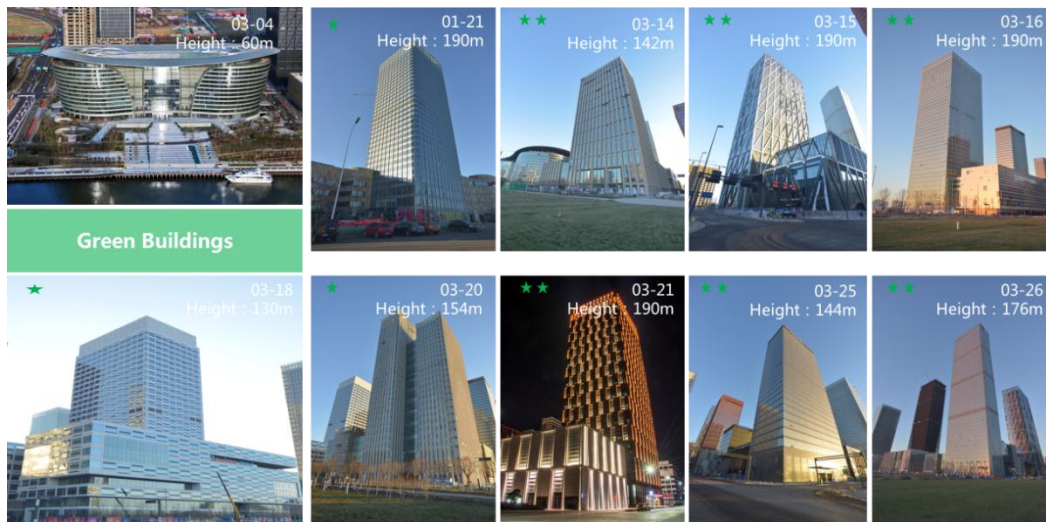 03-04
Height：60m
01-21
Height：190m
03-14
Height：142m
03-15
Height：190m
03-16
Height：190m
Green Buildings
03-18
Height：130m
03-20
Height：154m
03-21
Height：190m
03-25
Height：144m
03-26
Height：176m